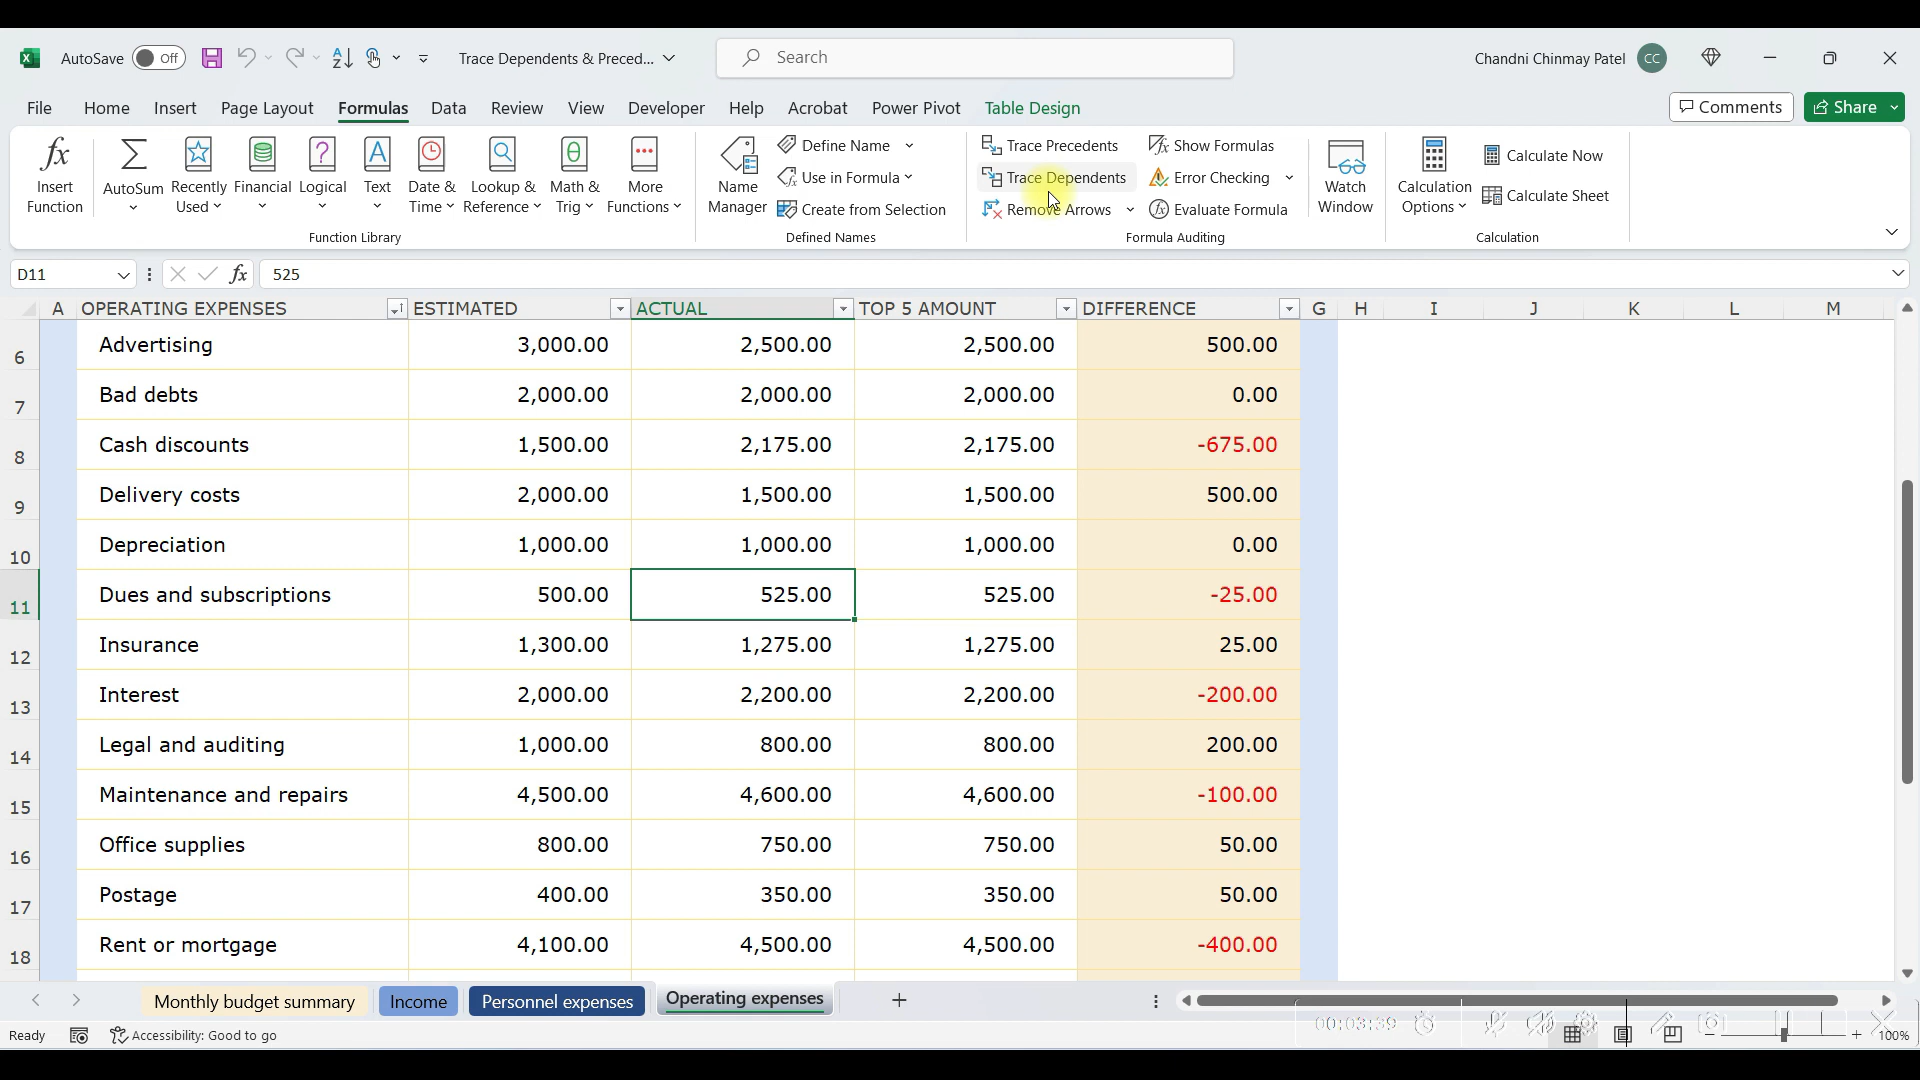 AutoSave Off Trace Dependents & Preced... Search Chandni Chinmay Patel CC
File Home Insert Page Layout Formulas Data Review View Developer Help Acrobat Power Pivot Table Design Comments Share
Insert Function AutoSum Recently Used Financial Logical Text Date & Time Lookup & Reference Math & Trig More Functions
Function Library
Name Manager Define Name Use in Formula Create from Selection
Defined Names
Trace Precedents Trace Dependents Remove Arrows Show Formulas Error Checking Evaluate Formula
Formula Auditing
Watch Window
Calculation Options Calculate Now Calculate Sheet
Calculation
D11 fx 525
A OPERATING EXPENSES ESTIMATED ACTUAL TOP 5 AMOUNT DIFFERENCE G H I J K L M
6 Advertising 3,000.00 2,500.00 2,500.00 500.00
7 Bad debts 2,000.00 2,000.00 2,000.00 0.00
8 Cash discounts 1,500.00 2,175.00 2,175.00 -675.00
9 Delivery costs 2,000.00 1,500.00 1,500.00 500.00
10 Depreciation 1,000.00 1,000.00 1,000.00 0.00
11 Dues and subscriptions 500.00 525.00 525.00 -25.00
12 Insurance 1,300.00 1,275.00 1,275.00 25.00
13 Interest 2,000.00 2,200.00 2,200.00 -200.00
14 Legal and auditing 1,000.00 800.00 800.00 200.00
15 Maintenance and repairs 4,500.00 4,600.00 4,600.00 -100.00
16 Office supplies 800.00 750.00 750.00 50.00
17 Postage 400.00 350.00 350.00 50.00
18 Rent or mortgage 4,100.00 4,500.00 4,500.00 -400.00
Monthly budget summary Income Personnel expenses Operating expenses
Ready Accessibility: Good to go 00:03:39 100%